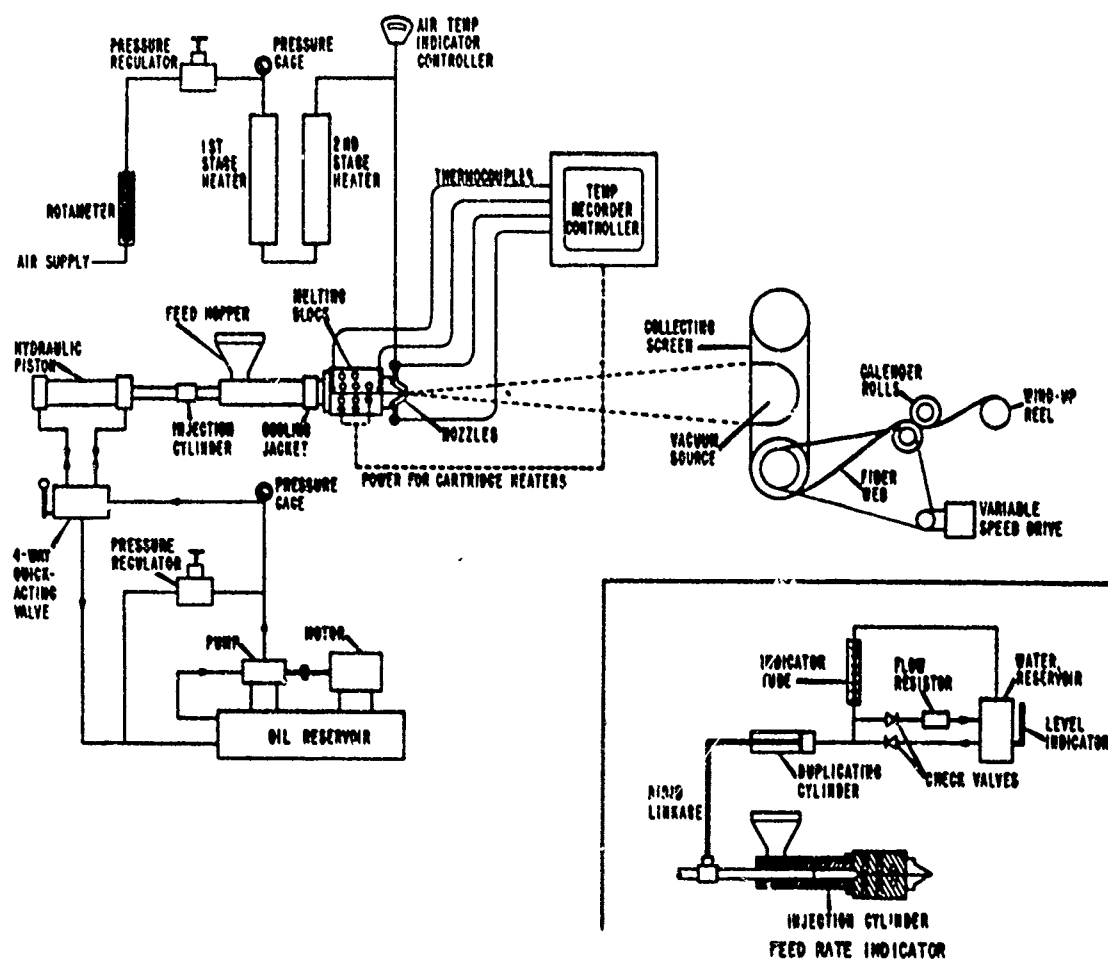 PRESSURE
REGULATOR
PRESSURE
GAGE
AIR TEMP
INDICATOR
CONTROLLER
1ST
STAGE
HEATER
2ND
STAGE
HEATER
ROTAMETER
AIR SUPPLY
THERMOCOUPLES
TEMP
RECORDER
CONTROLLER
FEED HOPPER
MELTING
BLOCK
HYDRAULIC
PISTON
INJECTION
CYLINDER
COOLING
JACKET
NOZZLES
COLLECTING
SCREEN
CALENDER
ROLLS
WIND-UP
REEL
VACUUM
SOURCE
FIBER
WEB
VARIABLE
SPEED DRIVE
POWER FOR CARTRIDGE HEATERS
PRESSURE
GAGE
4-WAY
QUICK-
ACTING
VALVE
PRESSURE
REGULATOR
PUMP
MOTOR
OIL RESERVOIR
INDICATOR
TUBE
FLOW
RESISTOR
WATER
RESERVOIR
LEVEL
INDICATOR
DUPLICATING
CYLINDER
CHECK VALVES
RIGID
LINKAGE
INJECTION CYLINDER
FEED RATE INDICATOR